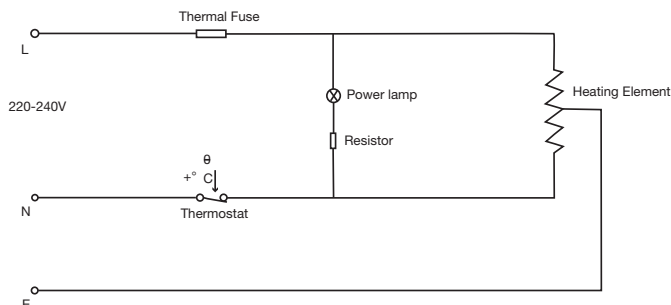 Thermal Fuse
L
Power lamp
Heating Element
220-240V
Resistor
θ
+° C
N
Thermostat
E